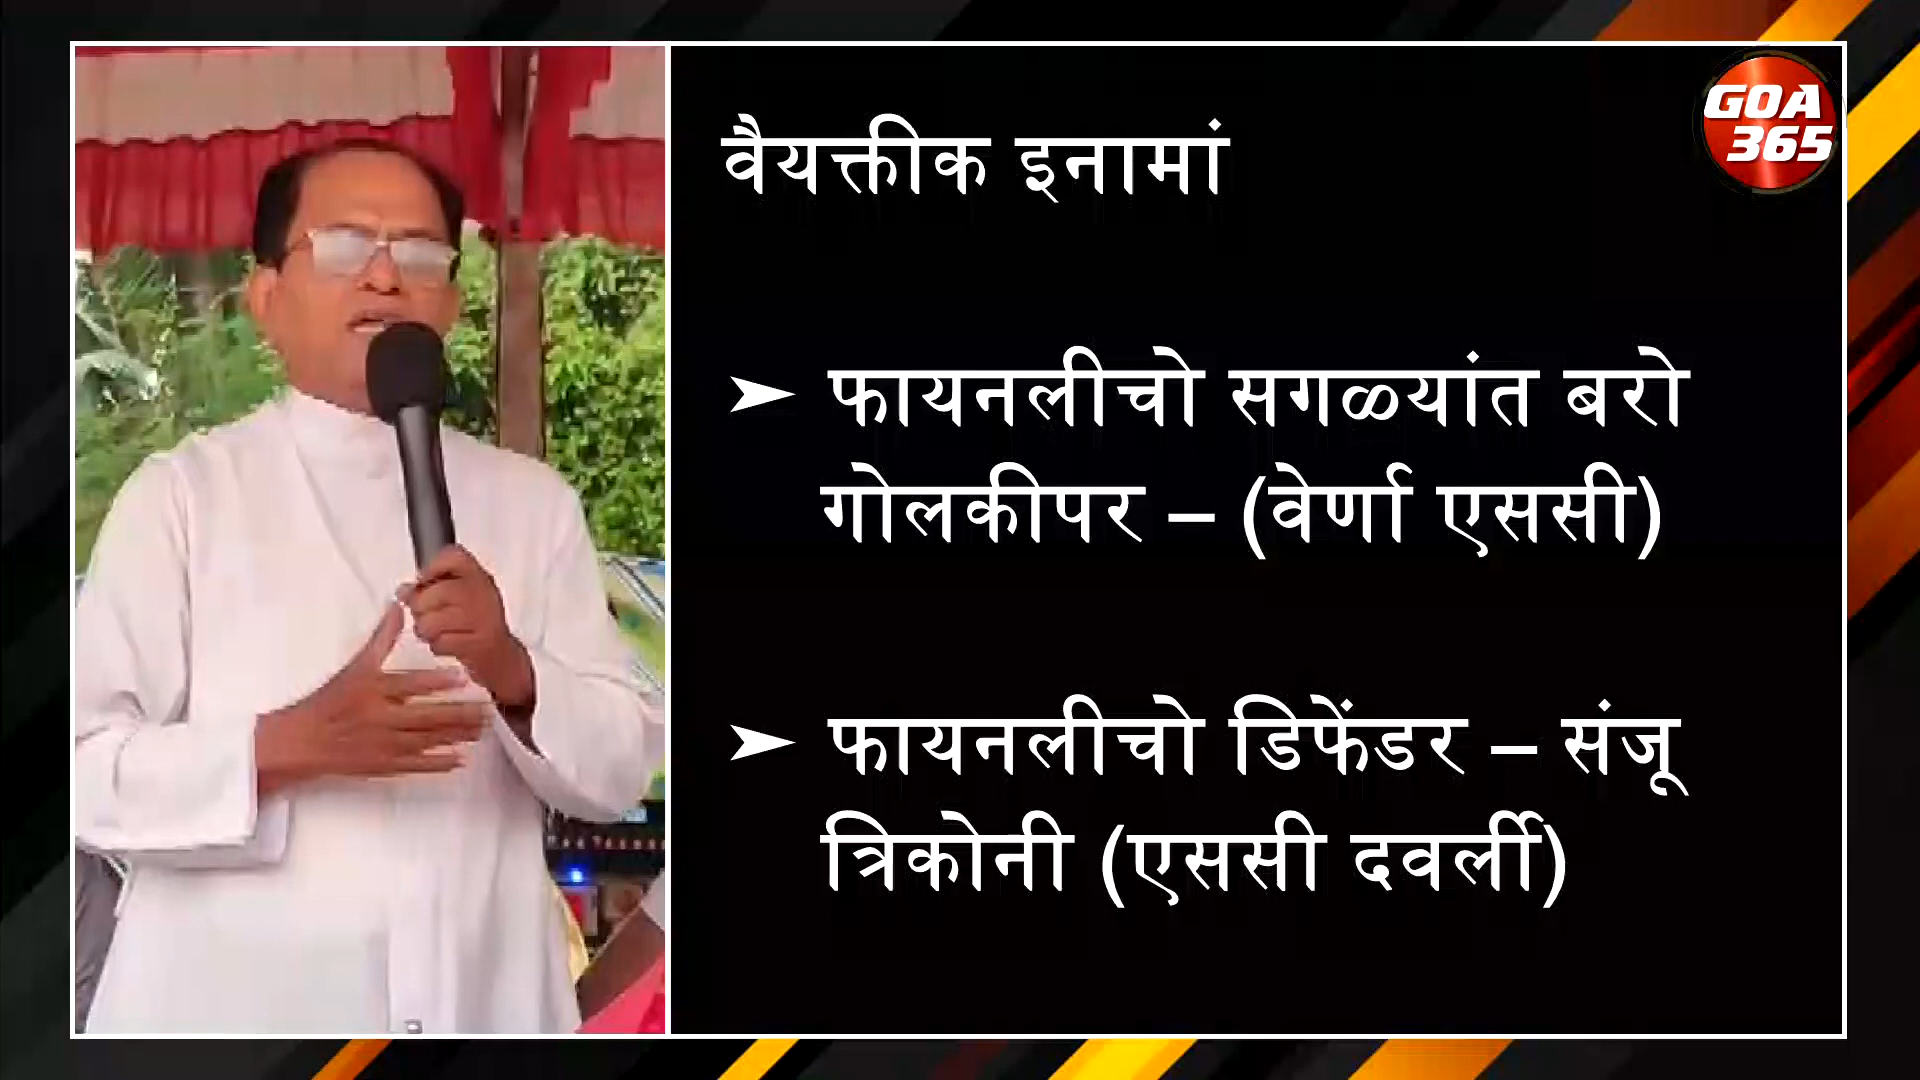 GOA
365
वैयक्तीक इनामां
➤ फायनलीचो सगळ्यांत बरो
गोलकीपर – (वेर्णा एससी)
➤ फायनलीचो डिफेंडर – संजू
त्रिकोनी (एससी दवर्ली)